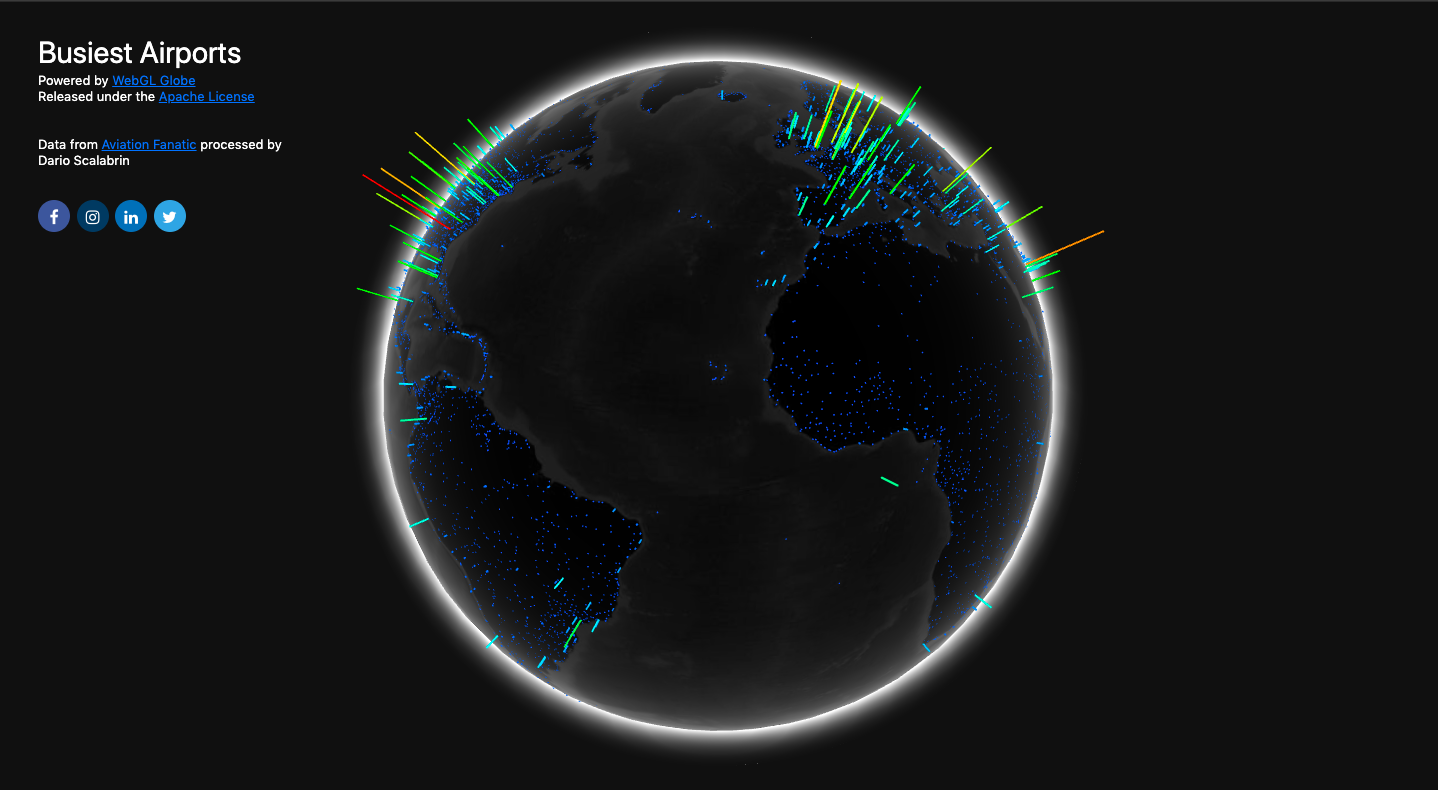 Busiest Airports
Powered by WebGL Globe
Released under the Apache License
Data from Aviation Fanatic processed by
Dario Scalabrin